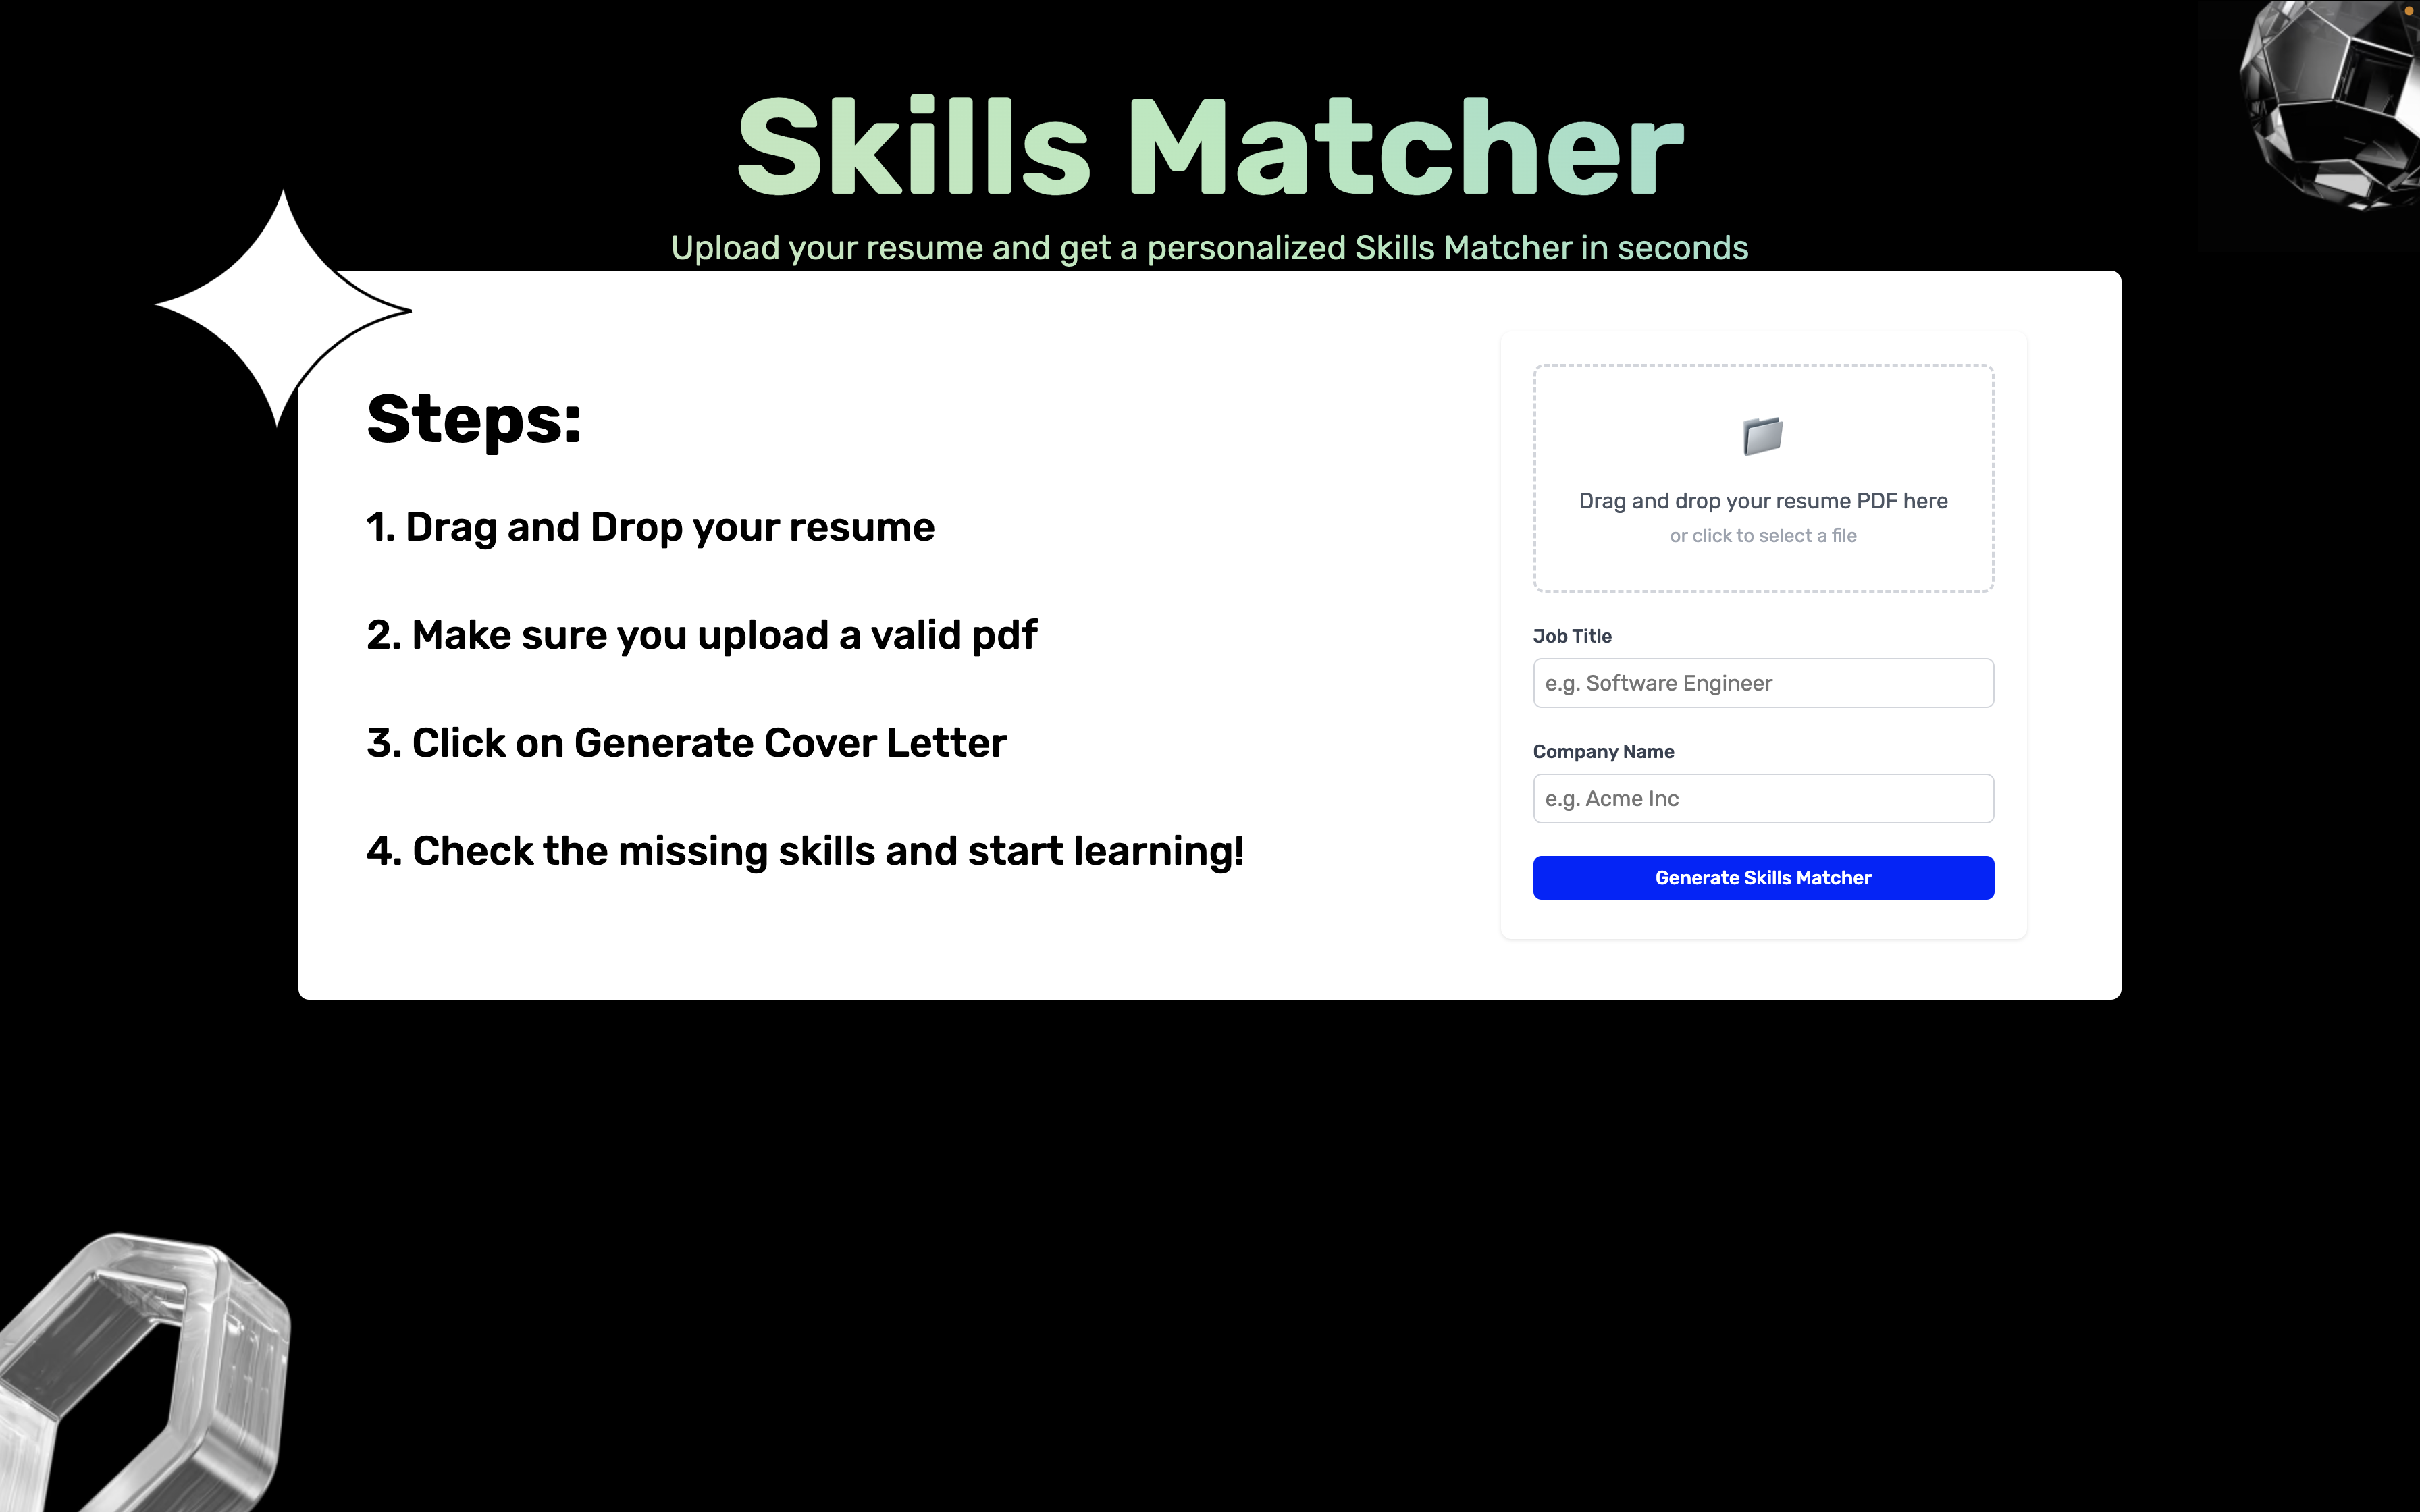 Skills Matcher
Upload your resume and get a personalized Skills Matcher in seconds
Steps:
1. Drag and Drop your resume
2. Make sure you upload a valid pdf
3. Click on Generate Cover Letter
4. Check the missing skills and start learning!
Drag and drop your resume PDF here
or click to select a file
Job Title
e.g. Software Engineer
Company Name
e.g. Acme Inc
Generate Skills Matcher